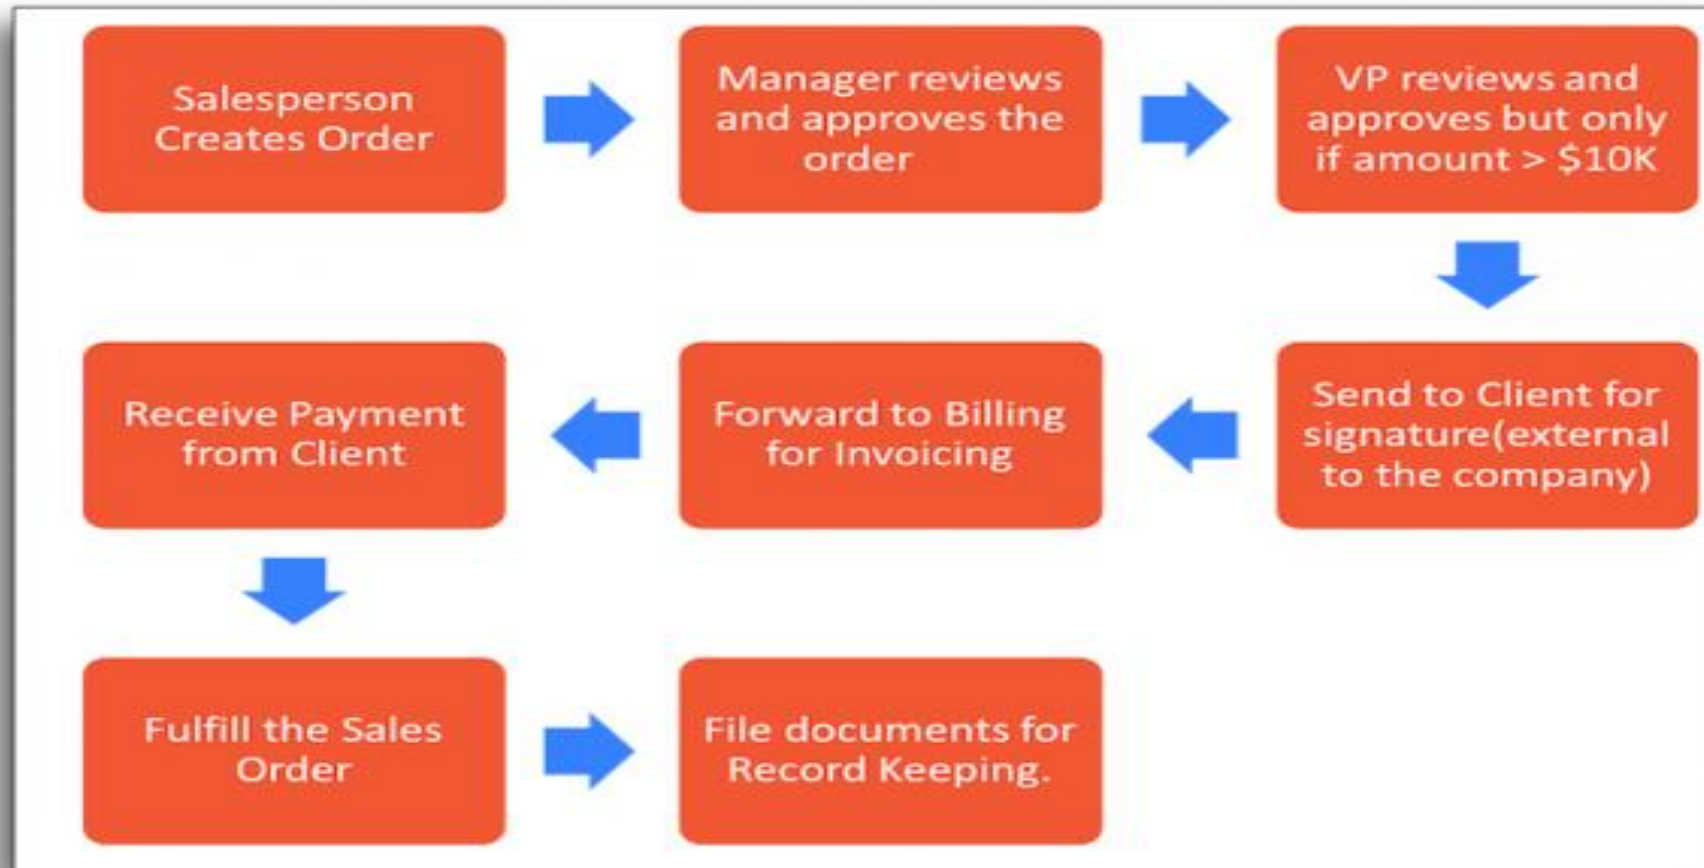 Salesperson
Creates Order
Manager reviews
and approves the
order
VP reviews and
approves but only
if amount > $10K
Send to Client for
signature(external
to the company)
Forward to Billing
for Invoicing
Receive Payment
from Client
Fulfill the Sales
Order
File documents for
Record Keeping.